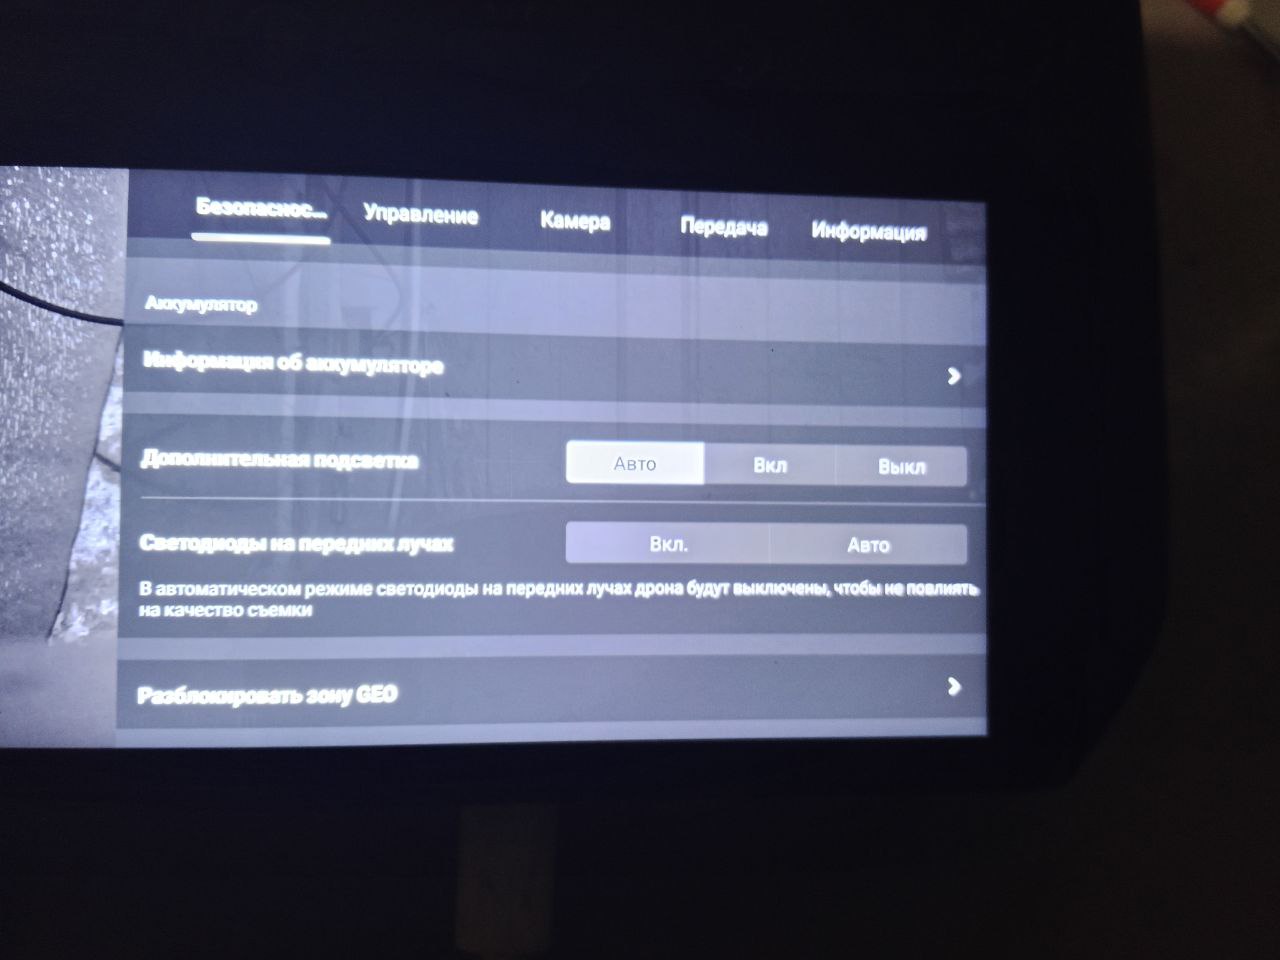 Безопаснос...
Управление
Камера
Передача
Информация
Аккумулятор
Информация об аккумуляторе
Дополнительная подсветка
Авто
Вкл
Выкл
Светодиоды на передних лучах
Вкл.
Авто
В автоматическом режиме светодиоды на передних лучах дрона будут выключены, чтобы не повлиять
на качество съемки
Разблокировать зону GEO